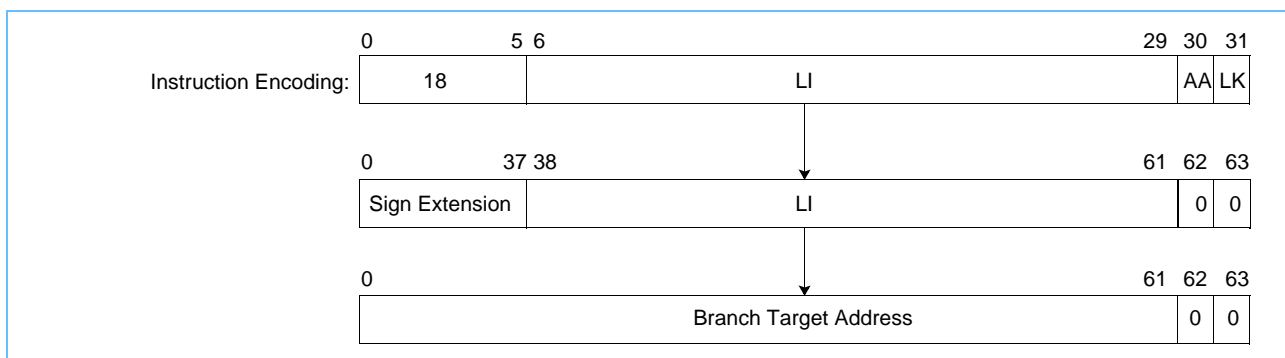 0 5 6 29 30 31
Instruction Encoding: 18 LI AA LK
0 37 38 61 62 63
Sign Extension LI 0 0
0 61 62 63
Branch Target Address 0 0